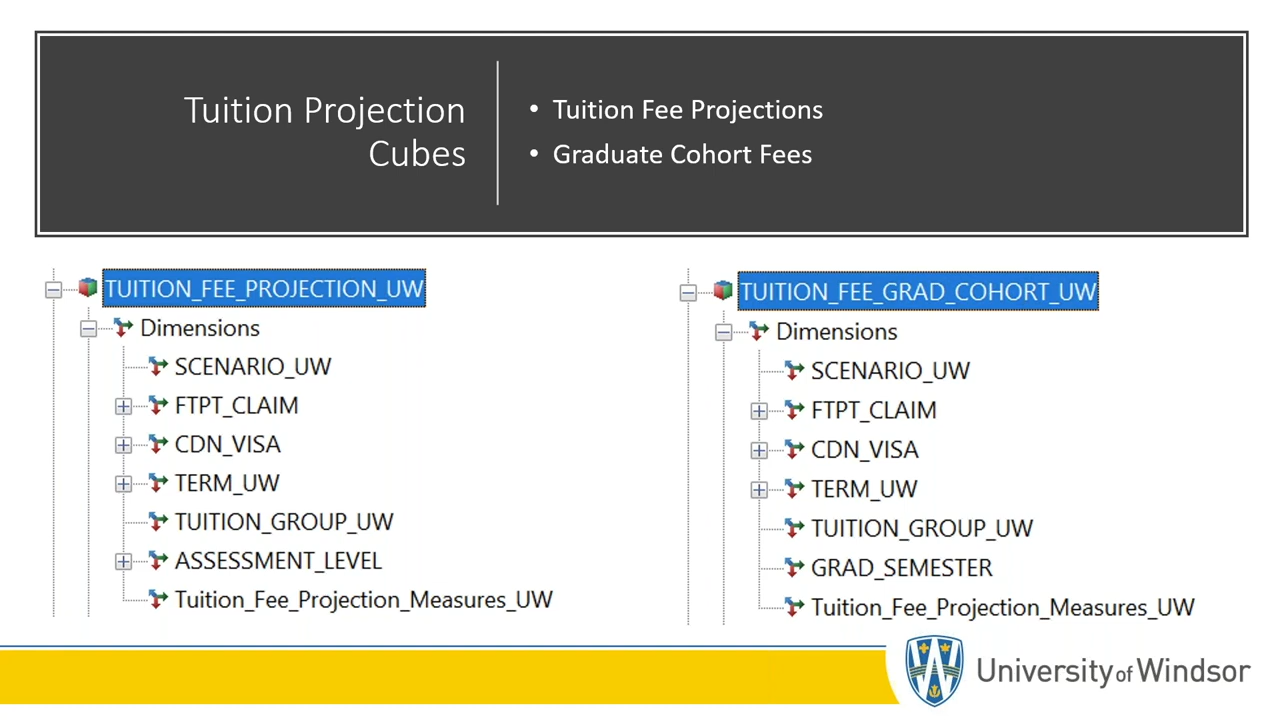 Tuition Projection
Cubes
• Tuition Fee Projections
• Graduate Cohort Fees
TUITION_FEE_PROJECTION_UW
Dimensions
SCENARIO_UW
FTPT_CLAIM
CDN_VISA
TERM_UW
TUITION_GROUP_UW
ASSESSMENT_LEVEL
Tuition_Fee_Projection_Measures_UW
TUITION_FEE_GRAD_COHORT_UW
Dimensions
SCENARIO_UW
FTPT_CLAIM
CDN_VISA
TERM_UW
TUITION_GROUP_UW
GRAD_SEMESTER
Tuition_Fee_Projection_Measures_UW
University of Windsor